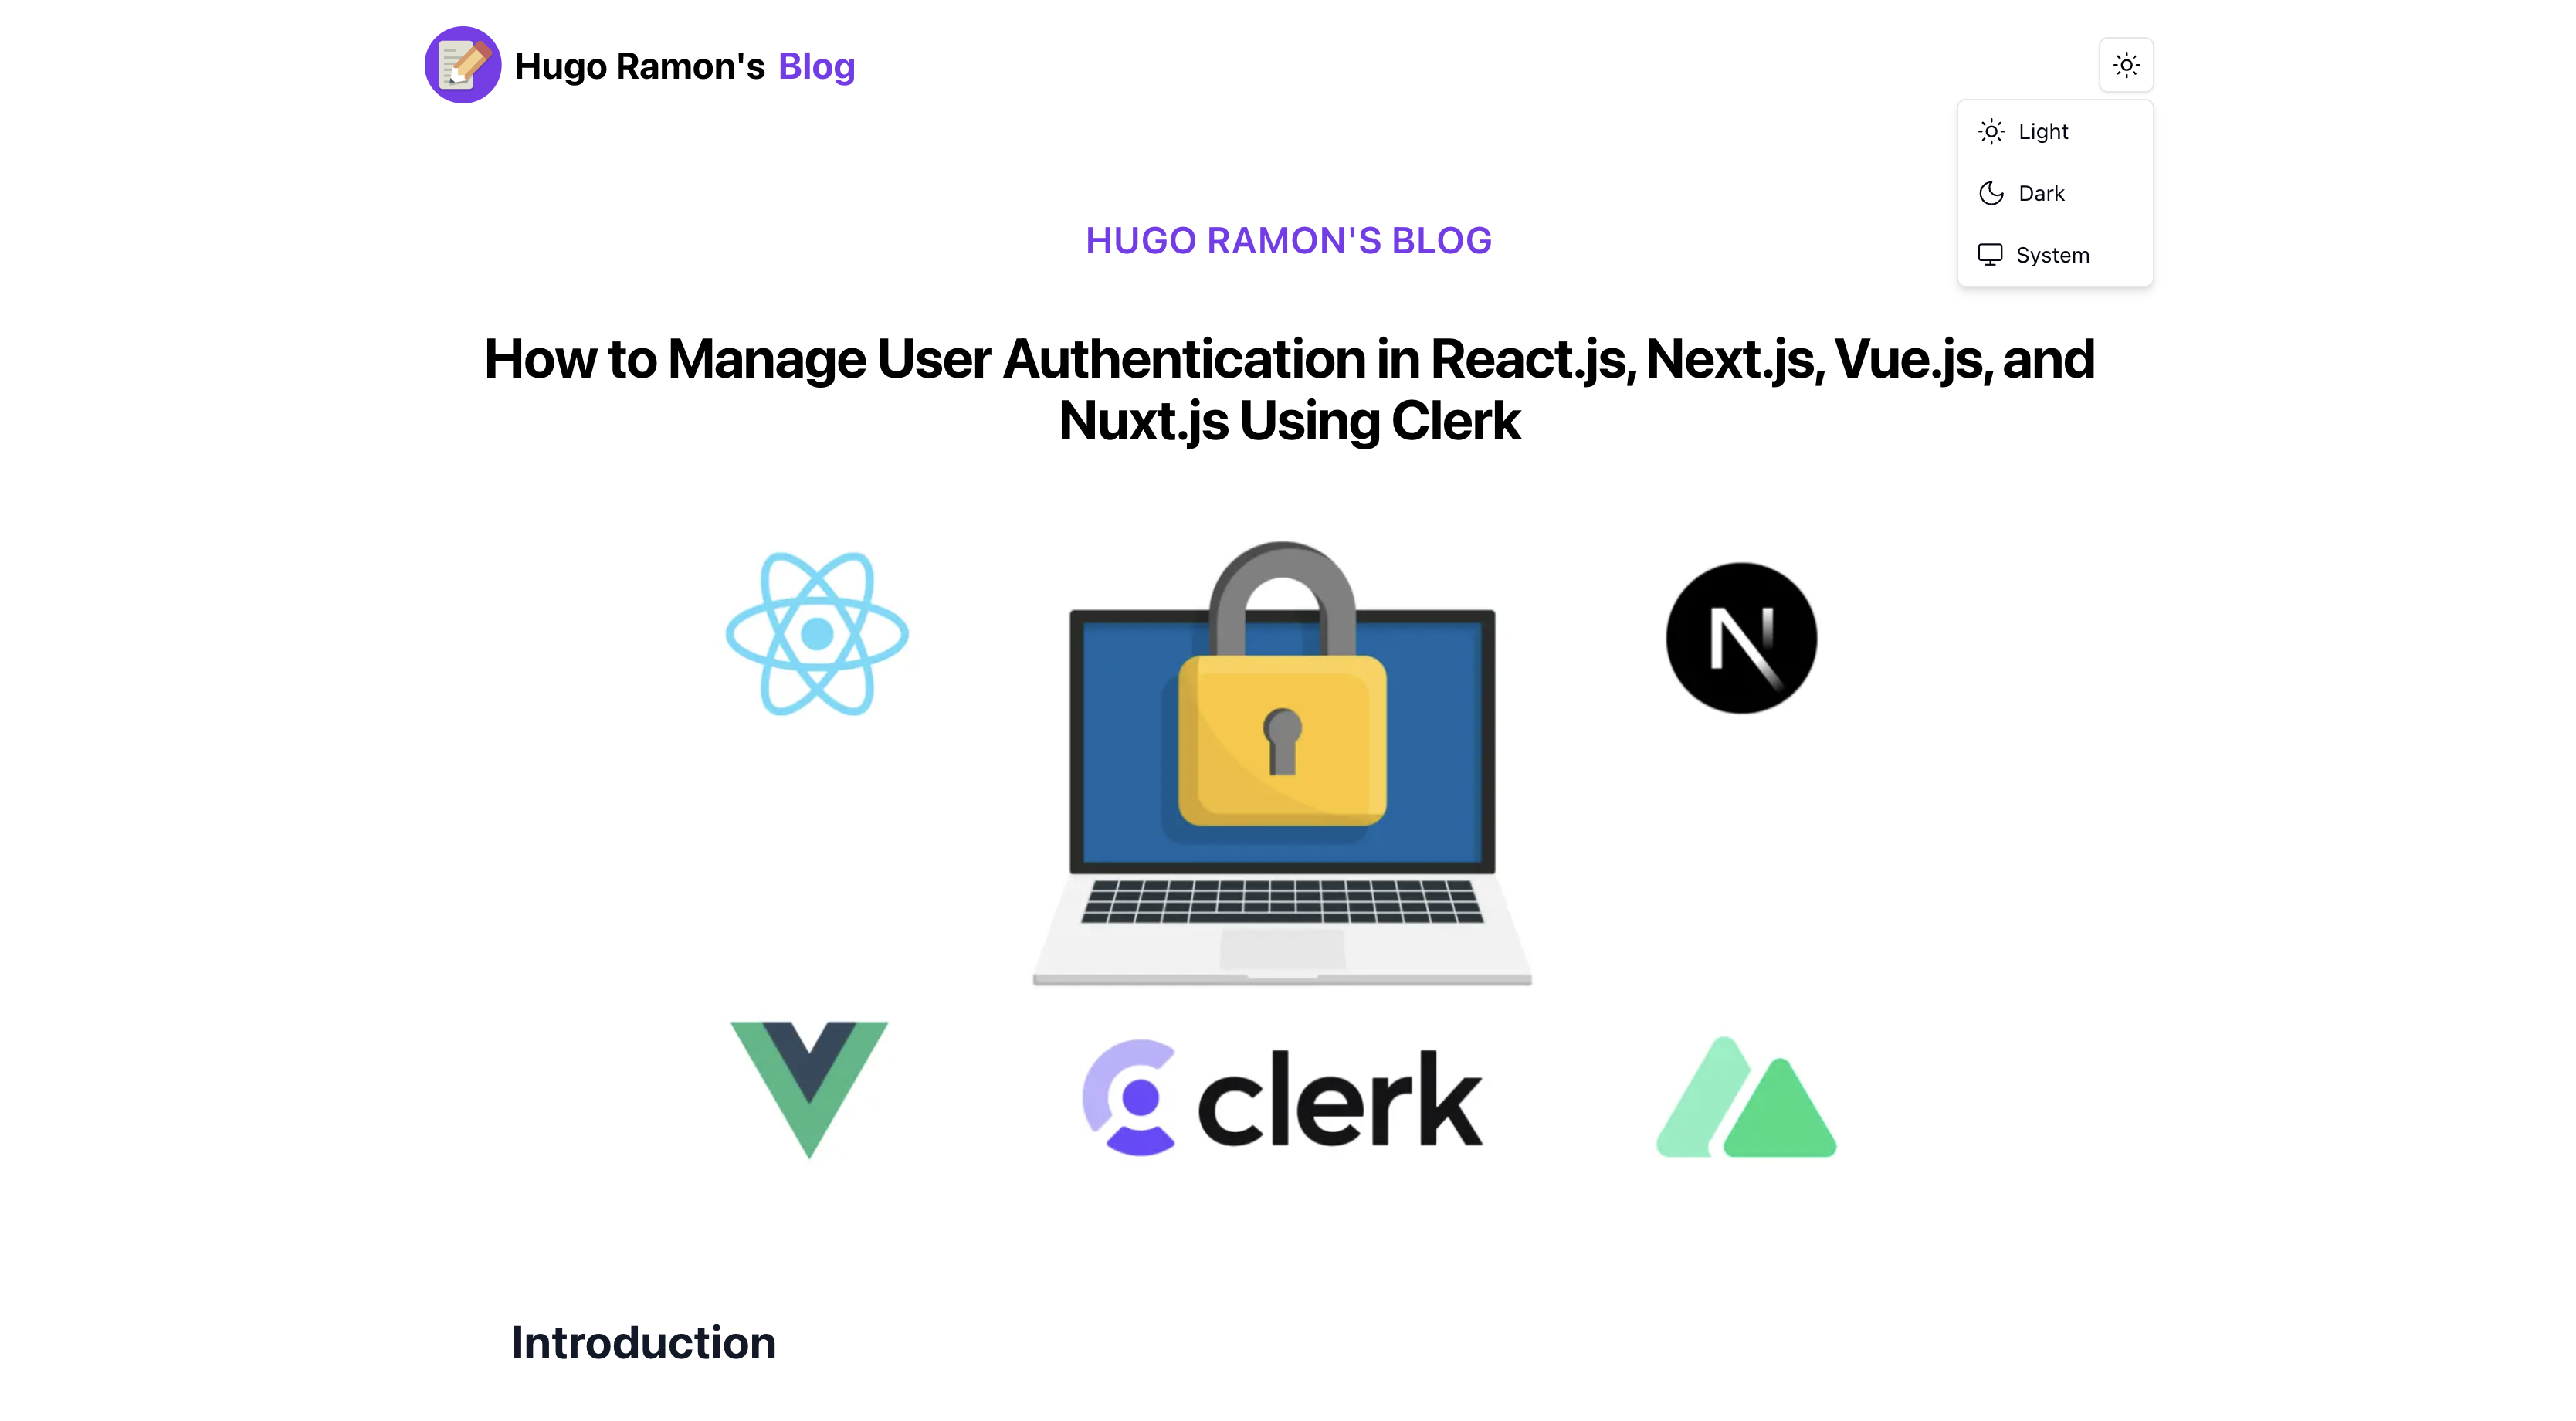 Hugo Ramon's Blog
Light
Dark
System
HUGO RAMON'S BLOG
How to Manage User Authentication in React.js, Next.js, Vue.js, and
Nuxt.js Using Clerk
N
clerk
Introduction